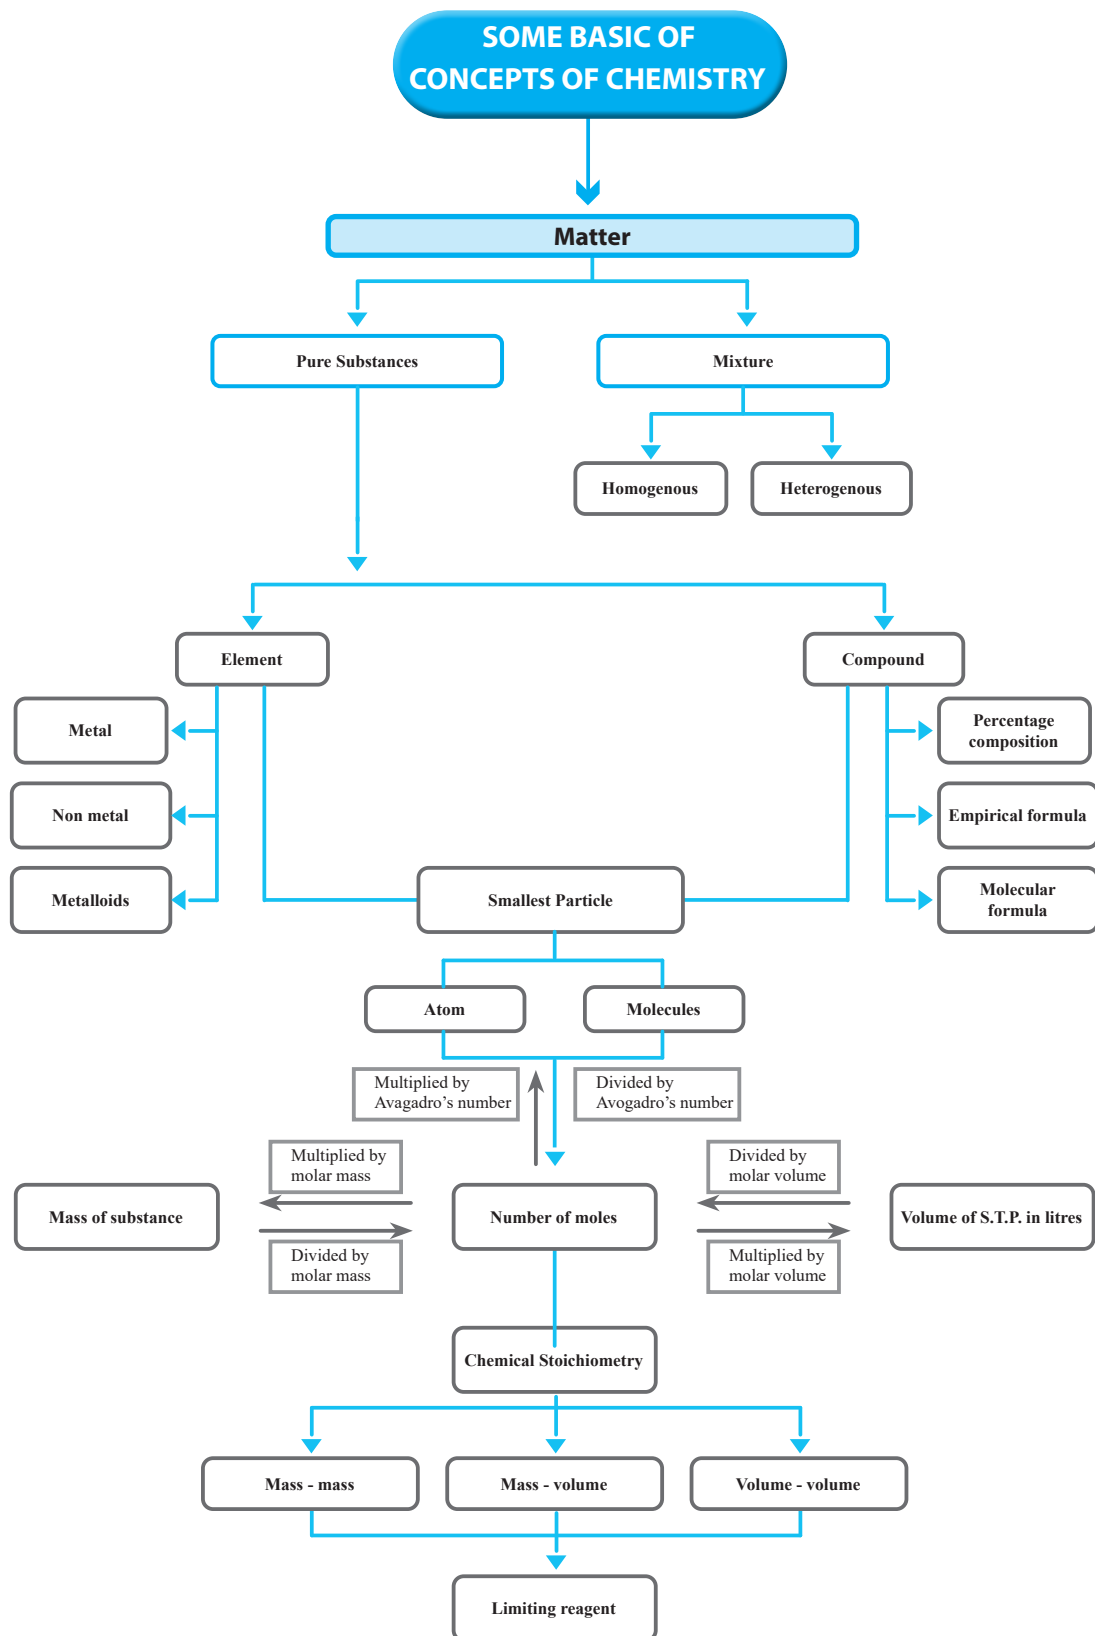 SOME BASIC OF
CONCEPTS OF CHEMISTRY
Matter
Pure Substances
Mixture
Homogenous
Heterogenous
Element
Compound
Metal
Percentage
composition
Non metal
Empirical formula
Metalloids
Smallest Particle
Molecular
formula
Atom
Molecules
Multiplied by
Avagadro's number
Divided by
Avogadro's number
Multiplied by
molar mass
Divided by
molar volume
Mass of substance
Number of moles
Volume of S.T.P. in litres
Divided by
molar mass
Multiplied by
molar volume
Chemical Stoichiometry
Mass - mass
Mass - volume
Volume - volume
Limiting reagent